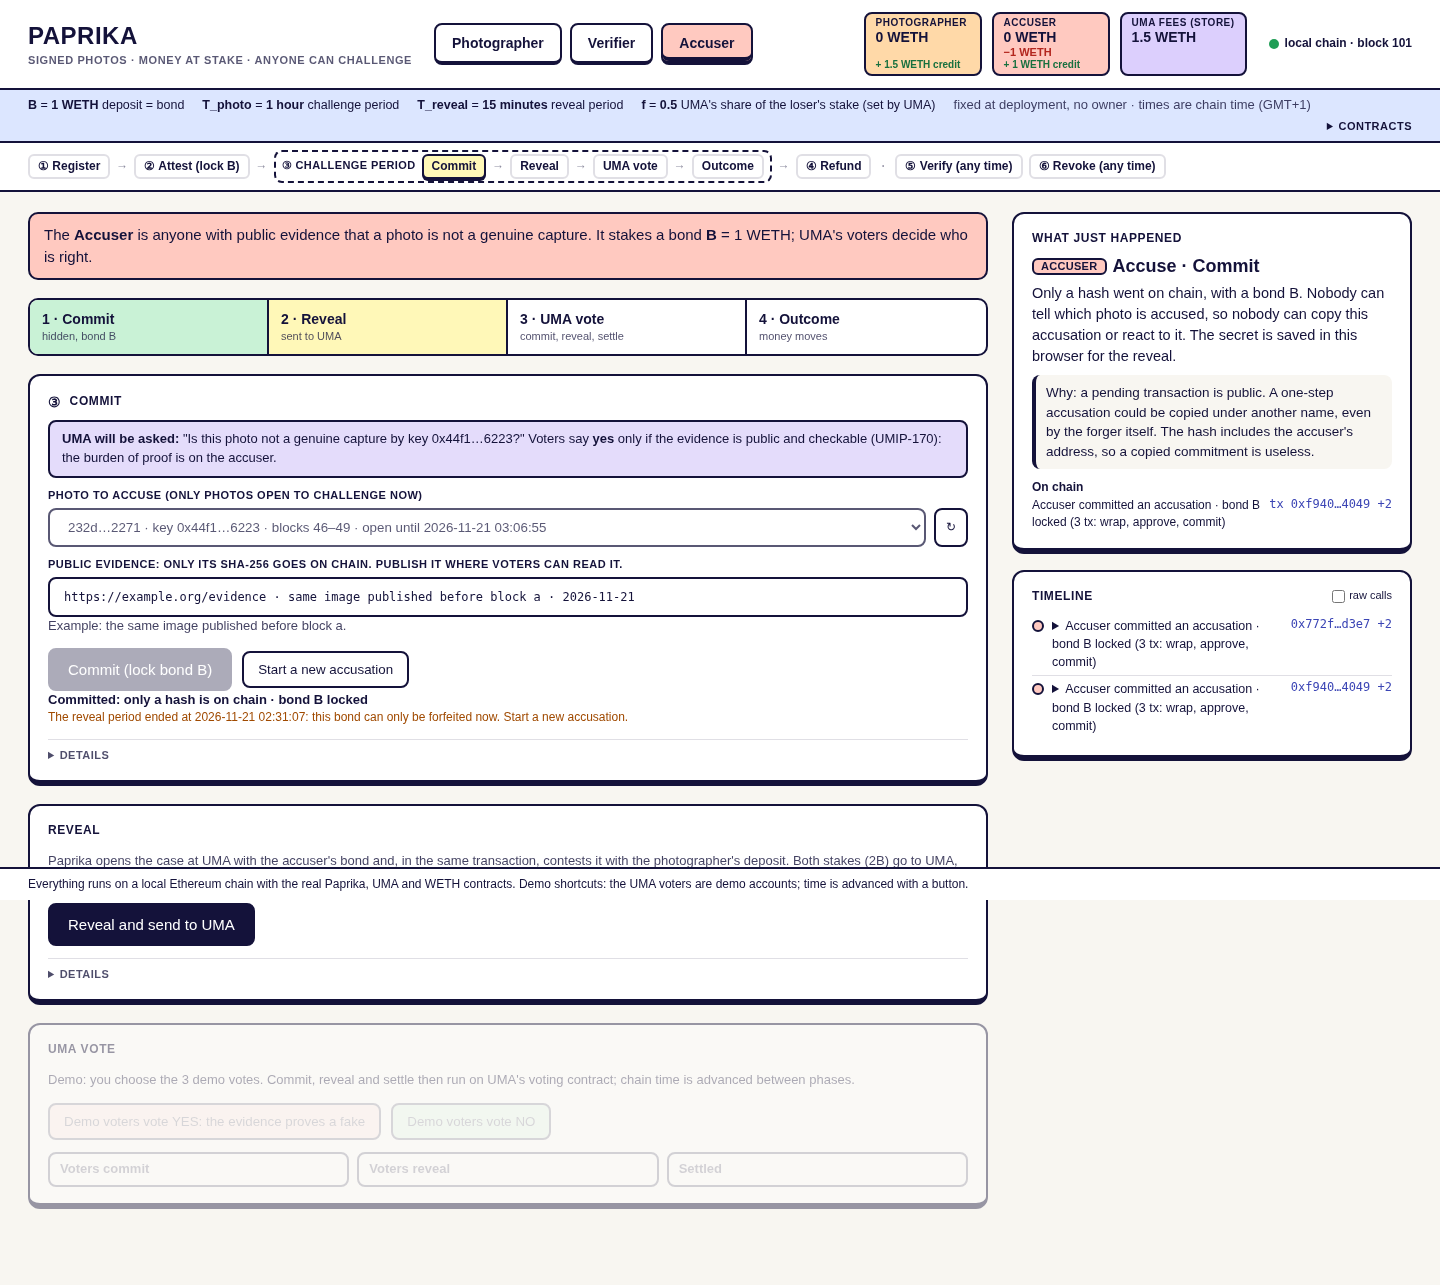 PAPRIKA
SIGNED PHOTOS · MONEY AT STAKE · ANYONE CAN CHALLENGE
Photographer
Verifier
Accuser
PHOTOGRAPHER
0 WETH
+ 1.5 WETH credit
ACCUSER
0 WETH
−1 WETH
+ 1 WETH credit
UMA FEES (STORE)
1.5 WETH
local chain · block 101
B = 1 WETH deposit = bond T_photo = 1 hour challenge period T_reveal = 15 minutes reveal period f = 0.5 UMA's share of the loser's stake (set by UMA) fixed at deployment, no owner · times are chain time (GMT+1)
▶ CONTRACTS
① Register → ② Attest (lock B) → ③ CHALLENGE PERIOD Commit → Reveal → UMA vote → Outcome → ④ Refund · ⑤ Verify (any time) ⑥ Revoke (any time)
The Accuser is anyone with public evidence that a photo is not a genuine capture. It stakes a bond B = 1 WETH; UMA's voters decide who
is right.
1 · Commit
hidden, bond B
2 · Reveal
sent to UMA
3 · UMA vote
commit, reveal, settle
4 · Outcome
money moves
③ COMMIT
UMA will be asked: "Is this photo not a genuine capture by key 0x44f1…6223?" Voters say yes only if the evidence is public and checkable (UMIP-170):
the burden of proof is on the accuser.
PHOTO TO ACCUSE (ONLY PHOTOS OPEN TO CHALLENGE NOW)
232d…2271 · key 0x44f1…6223 · blocks 46–49 · open until 2026-11-21 03:06:55
↻
PUBLIC EVIDENCE: ONLY ITS SHA-256 GOES ON CHAIN. PUBLISH IT WHERE VOTERS CAN READ IT.
https://example.org/evidence · same image published before block a · 2026-11-21
Example: the same image published before block a.
Commit (lock bond B)
Start a new accusation
Committed: only a hash is on chain · bond B locked
The reveal period ended at 2026-11-21 02:31:07: this bond can only be forfeited now. Start a new accusation.
▶ DETAILS
REVEAL
Paprika opens the case at UMA with the accuser's bond and, in the same transaction, contests it with the photographer's deposit. Both stakes (2B) go to UMA,
Everything runs on a local Ethereum chain with the real Paprika, UMA and WETH contracts. Demo shortcuts: the UMA voters are demo accounts; time is advanced with a button.
Reveal and send to UMA
▶ DETAILS
UMA VOTE
Demo: you choose the 3 demo votes. Commit, reveal and settle then run on UMA's voting contract; chain time is advanced between phases.
Demo voters vote YES: the evidence proves a fake
Demo voters vote NO
Voters commit
Voters reveal
Settled
WHAT JUST HAPPENED
ACCUSER Accuse · Commit
Only a hash went on chain, with a bond B. Nobody can
tell which photo is accused, so nobody can copy this
accusation or react to it. The secret is saved in this
browser for the reveal.
Why: a pending transaction is public. A one-step
accusation could be copied under another name, even
by the forger itself. The hash includes the accuser's
address, so a copied commitment is useless.
On chain
Accuser committed an accusation · bond B tx 0xf940…4049 +2
locked (3 tx: wrap, approve, commit)
TIMELINE
raw calls
▶ Accuser committed an accusation · 0x772f…d3e7 +2
bond B locked (3 tx: wrap, approve,
commit)
▶ Accuser committed an accusation · 0xf940…4049 +2
bond B locked (3 tx: wrap, approve,
commit)